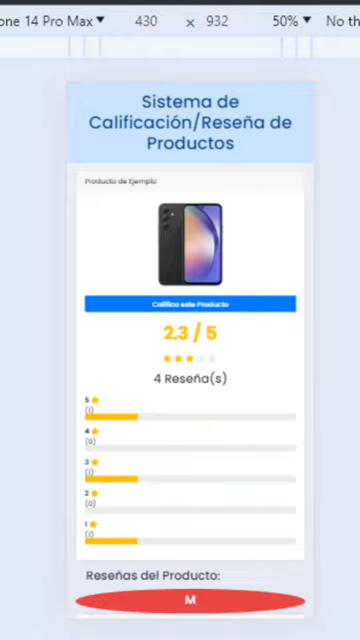 one 14 Pro Max ▼ 430 x 932 50% ▼ No th
Sistema de
Calificación/Reseña de
Productos
Producto de Ejemplo
Califica este Producto
2.3 / 5
4 Reseña(s)
5
(1)
4
(0)
3
(1)
2
(0)
1
(1)
Reseñas del Producto:
M